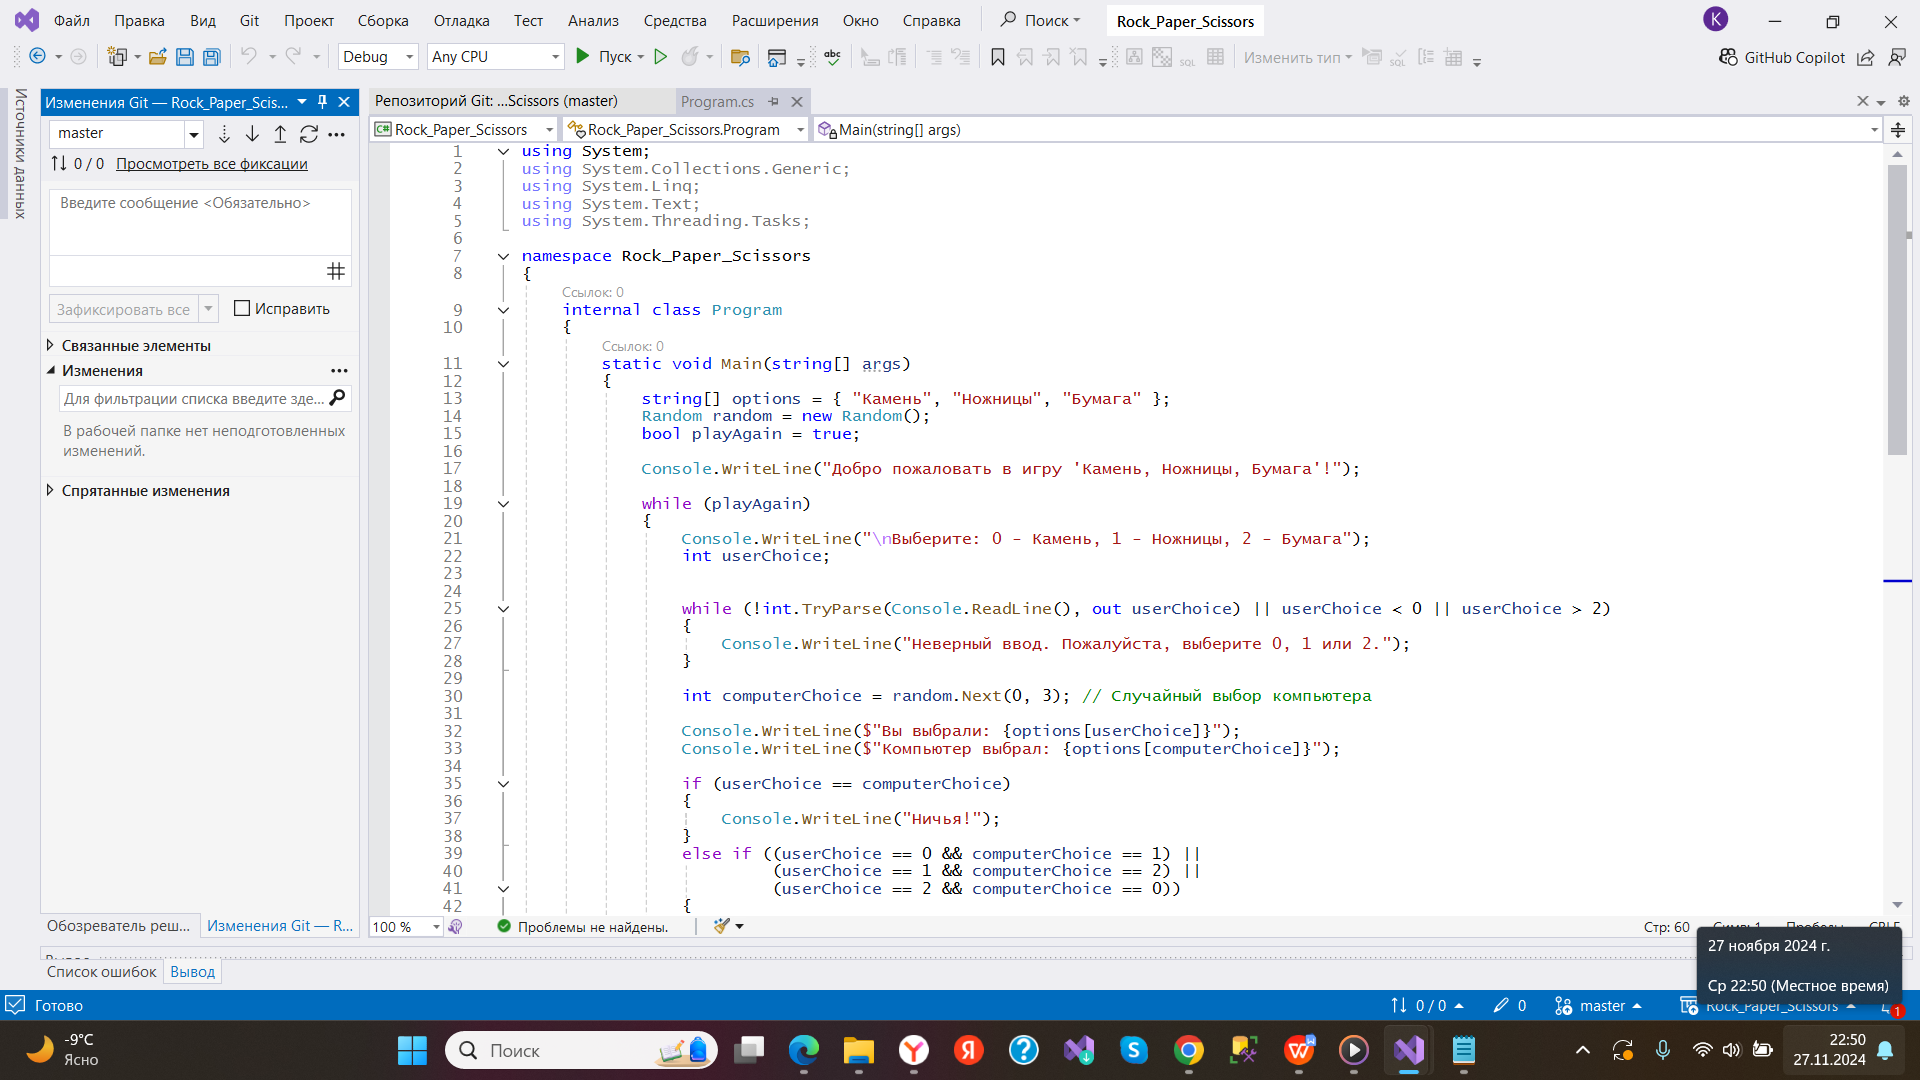 Файл Правка Вид Git Проект Сборка Отладка Тест Анализ Средства Расширения Окно Справка Поиск Rock_Paper_Scissors K
Debug Any CPU Пуск abc SQL Изменить тип SQL GitHub Copilot
Источники данных
Изменения Git — Rock_Paper_Scis...
master
0 / 0 Просмотреть все фиксации
Введите сообщение <Обязательно>
Зафиксировать все Исправить
Связанные элементы
Изменения
Для фильтрации списка введите зде...
В рабочей папке нет неподготовленных
изменений.
Спрятанные изменения
Обозреватель реш... Изменения Git — R...
Репозиторий Git: ...Scissors (master) Program.cs
C# Rock_Paper_Scissors Rock_Paper_Scissors.Program Main(string[] args)
1 using System;
2 using System.Collections.Generic;
3 using System.Linq;
4 using System.Text;
5 using System.Threading.Tasks;
6
7 namespace Rock_Paper_Scissors
8 {
Ссылок: 0
9 internal class Program
10 {
Ссылок: 0
11 static void Main(string[] args)
12 {
13 string[] options = { "Камень", "Ножницы", "Бумага" };
14 Random random = new Random();
15 bool playAgain = true;
16
17 Console.WriteLine("Добро пожаловать в игру 'Камень, Ножницы, Бумага'!");
18
19 while (playAgain)
20 {
21 Console.WriteLine("\nВыберите: 0 - Камень, 1 - Ножницы, 2 - Бумага");
22 int userChoice;
23
24
25 while (!int.TryParse(Console.ReadLine(), out userChoice) || userChoice < 0 || userChoice > 2)
26 {
27 Console.WriteLine("Неверный ввод. Пожалуйста, выберите 0, 1 или 2.");
28 }
29
30 int computerChoice = random.Next(0, 3); // Случайный выбор компьютера
31
32 Console.WriteLine($"Вы выбрали: {options[userChoice]}");
33 Console.WriteLine($"Компьютер выбрал: {options[computerChoice]}");
34
35 if (userChoice == computerChoice)
36 {
37 Console.WriteLine("Ничья!");
38 }
39 else if ((userChoice == 0 && computerChoice == 1) ||
40 (userChoice == 1 && computerChoice == 2) ||
41 (userChoice == 2 && computerChoice == 0))
42 {
100 % Проблемы не найдены. Стр: 60
27 ноября 2024 г.
Ср 22:50 (Местное время)
Список ошибок Вывод
Готово 0 / 0 0 master Rock_Paper_Scissors 1
-9°C
Ясно
Поиск
22:50
27.11.2024